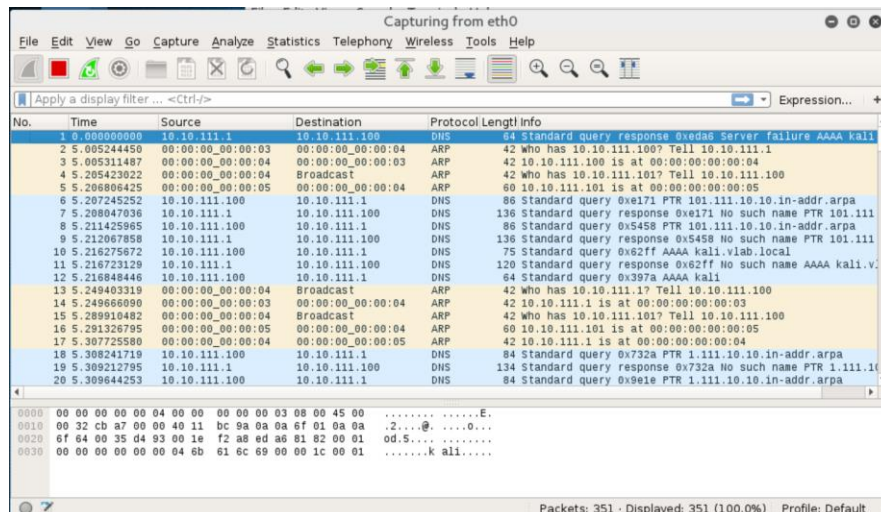 Capturing from eth0
File Edit View Go Capture Analyze Statistics Telephony Wireless Tools Help
Apply a display filter ... <Ctrl-/> Expression... +
No. Time Source Destination Protocol Lengtl Info
1 0.000000000 10.10.111.1 10.10.111.100 DNS 64 Standard query response 0xeda6 Server failure AAAA kali
2 5.005244450 00:00:00_00:00:03 00:00:00_00:00:04 ARP 42 Who has 10.10.111.100? Tell 10.10.111.1
3 5.005311487 00:00:00_00:00:04 00:00:00_00:00:03 ARP 42 10.10.111.100 is at 00:00:00:00:00:04
4 5.205423022 00:00:00_00:00:04 Broadcast ARP 42 Who has 10.10.111.101? Tell 10.10.111.100
5 5.206806425 00:00:00_00:00:05 00:00:00_00:00:04 ARP 60 10.10.111.101 is at 00:00:00:00:00:05
6 5.207245252 10.10.111.100 10.10.111.1 DNS 86 Standard query 0xe171 PTR 101.111.10.10.in-addr.arpa
7 5.208047036 10.10.111.1 10.10.111.100 DNS 136 Standard query response 0xe171 No such name PTR 101.111
8 5.211425965 10.10.111.100 10.10.111.1 DNS 86 Standard query 0x5458 PTR 101.111.10.10.in-addr.arpa
9 5.212067858 10.10.111.1 10.10.111.100 DNS 136 Standard query response 0x5458 No such name PTR 101.111
10 5.216275672 10.10.111.100 10.10.111.1 DNS 75 Standard query 0x62ff AAAA kali.vlab.local
11 5.216723129 10.10.111.1 10.10.111.100 DNS 120 Standard query response 0x62ff No such name AAAA kali.v
12 5.216848446 10.10.111.100 10.10.111.1 DNS 64 Standard query 0x397a AAAA kali
13 5.249403319 00:00:00_00:00:04 Broadcast ARP 42 Who has 10.10.111.1? Tell 10.10.111.100
14 5.249666090 00:00:00_00:00:03 00:00:00_00:00:04 ARP 42 10.10.111.1 is at 00:00:00:00:00:03
15 5.289910482 00:00:00_00:00:04 Broadcast ARP 42 Who has 10.10.111.101? Tell 10.10.111.100
16 5.291326795 00:00:00_00:00:05 00:00:00_00:00:04 ARP 60 10.10.111.101 is at 00:00:00:00:00:05
17 5.307725580 00:00:00_00:00:04 00:00:00_00:00:05 ARP 42 10.10.111.1 is at 00:00:00:00:00:04
18 5.308241719 10.10.111.100 10.10.111.1 DNS 84 Standard query 0x732a PTR 1.111.10.10.in-addr.arpa
19 5.309212795 10.10.111.1 10.10.111.100 DNS 134 Standard query response 0x732a No such name PTR 1.111.1
20 5.309644253 10.10.111.100 10.10.111.1 DNS 84 Standard query 0x9e1e PTR 1.111.10.10.in-addr.arpa
0000 00 00 00 00 00 04 00 00 00 00 00 03 08 00 45 00 ........ ......E.
0010 00 32 cb a7 00 00 40 11 bc 9a 0a 0a 6f 01 0a 0a .2....@. ....o...
0020 6f 64 00 35 d4 93 00 1e f2 a8 ed a6 81 82 00 01 od.5.... ........
0030 00 00 00 00 00 00 04 6b 61 6c 69 00 00 1c 00 01 .......k ali.....
Packets: 351 · Displayed: 351 (100.0%) Profile: Default